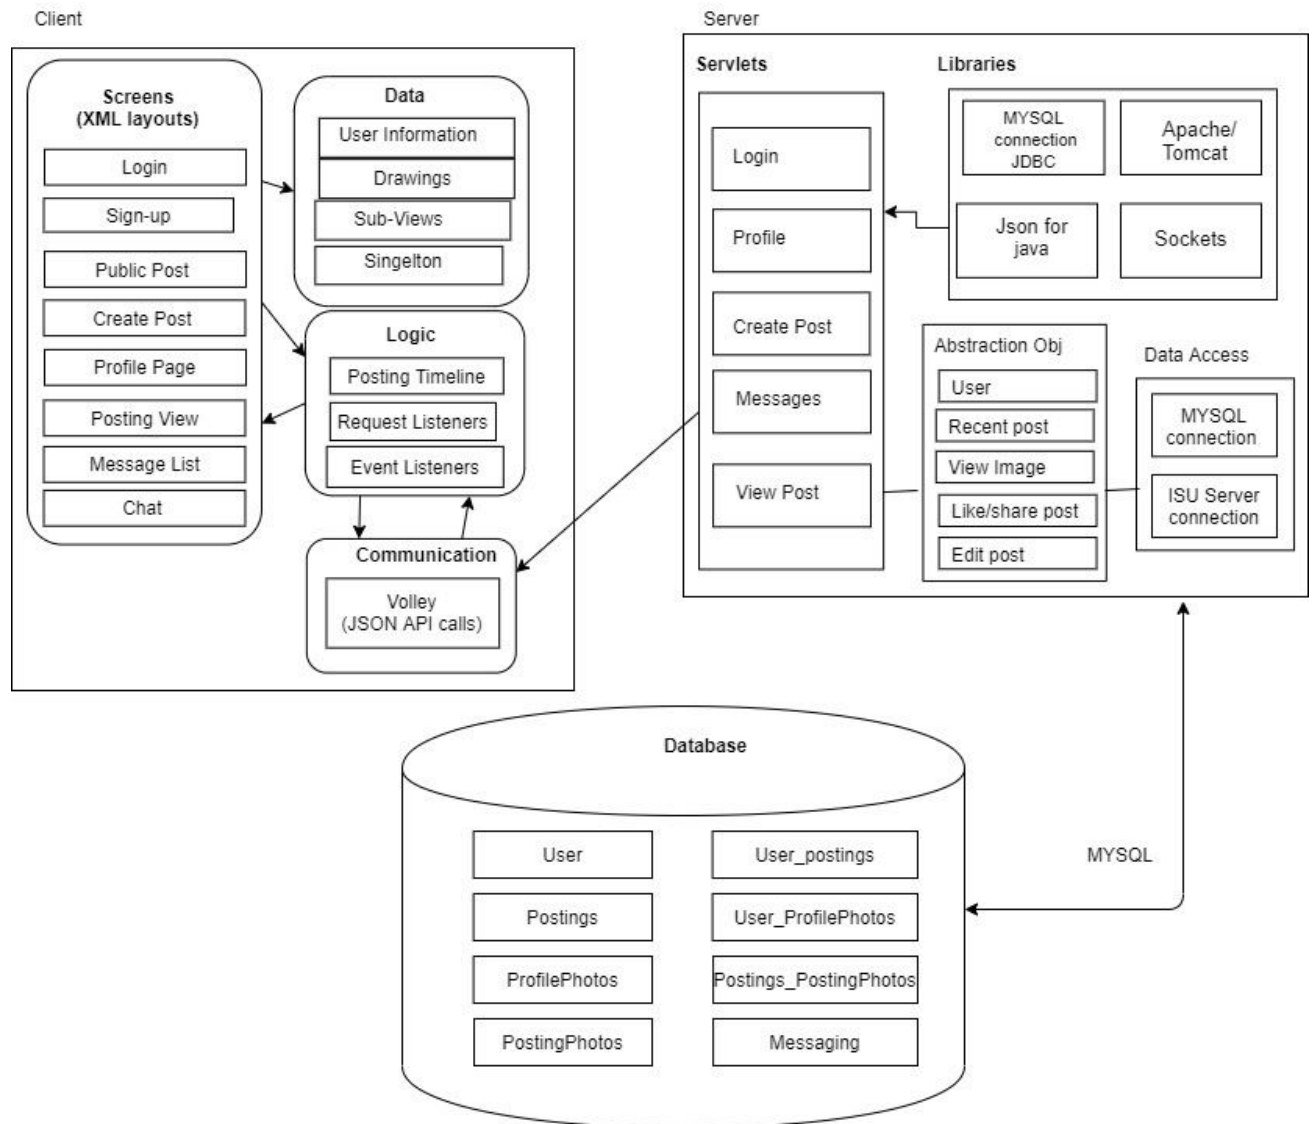 Client
Screens
(XML layouts)
Login
Sign-up
Public Post
Create Post
Profile Page
Posting View
Message List
Chat
Data
User Information
Drawings
Sub-Views
Singelton
Logic
Posting Timeline
Request Listeners
Event Listeners
Communication
Volley
(JSON API calls)
Server
Servlets
Login
Profile
Create Post
Messages
View Post
Libraries
MYSQL
connection
JDBC
Apache/
Tomcat
Json for
java
Sockets
Abstraction Obj
User
Recent post
View Image
Like/share post
Edit post
Data Access
MYSQL
connection
ISU Server
connection
MYSQL
Database
User
Postings
ProfilePhotos
PostingPhotos
User_postings
User_ProfilePhotos
Postings_PostingPhotos
Messaging